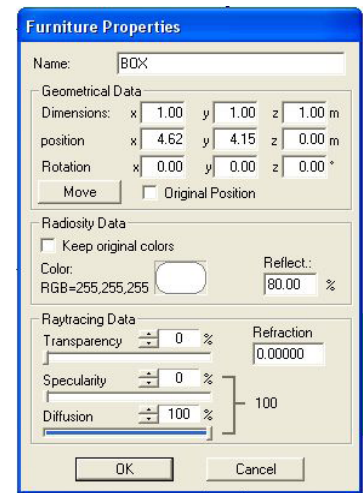 Furniture Properties
Name: BOX
Geometrical Data
Dimensions: x 1.00 y 1.00 z 1.00 m
position x 4.62 y 4.15 z 0.00 m
Rotation x 0.00 y 0.00 z 0.00 °
Move Original Position
Radiosity Data
Keep original colors
Color: Reflect.:
RGB=255,255,255 80.00 %
Raytracing Data
Transparency 0 % Refraction
0.00000
Specularity 0 %
100
Diffusion 100 %
OK Cancel